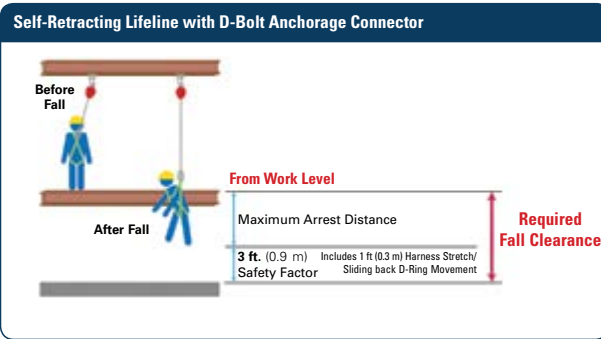 Self-Retracting Lifeline with D-Bolt Anchorage Connector
Before
Fall
After Fall
From Work Level
Maximum Arrest Distance
3 ft. (0.9 m) Includes 1 ft (0.3 m) Harness Stretch/
Safety Factor Sliding back D-Ring Movement
Required
Fall Clearance